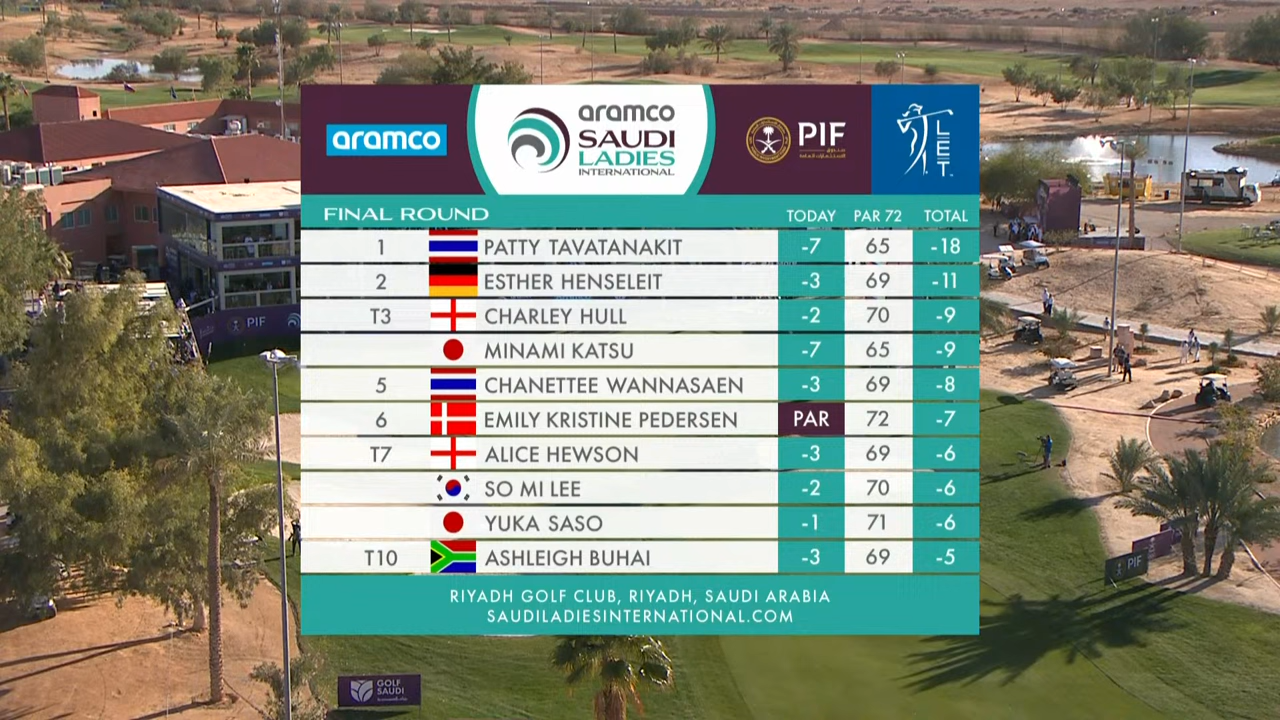 aramco
aramco
SAUDI
LADIES
INTERNATIONAL
PIF
LET
FINAL ROUND TODAY PAR 72 TOTAL
1 PATTY TAVATANAKIT -7 65 -18
2 ESTHER HENSELEIT -3 69 -11
T3 CHARLEY HULL -2 70 -9
MINAMI KATSU -7 65 -9
5 CHANETTEE WANNASAEN -3 69 -8
6 EMILY KRISTINE PEDERSEN PAR 72 -7
T7 ALICE HEWSON -3 69 -6
SO MI LEE -2 70 -6
YUKA SASO -1 71 -6
T10 ASHLEIGH BUHAI -3 69 -5
RIYADH GOLF CLUB, RIYADH, SAUDI ARABIA
SAUDILADIESINTERNATIONAL.COM
PIF
PIF
GOLF
SAUDI